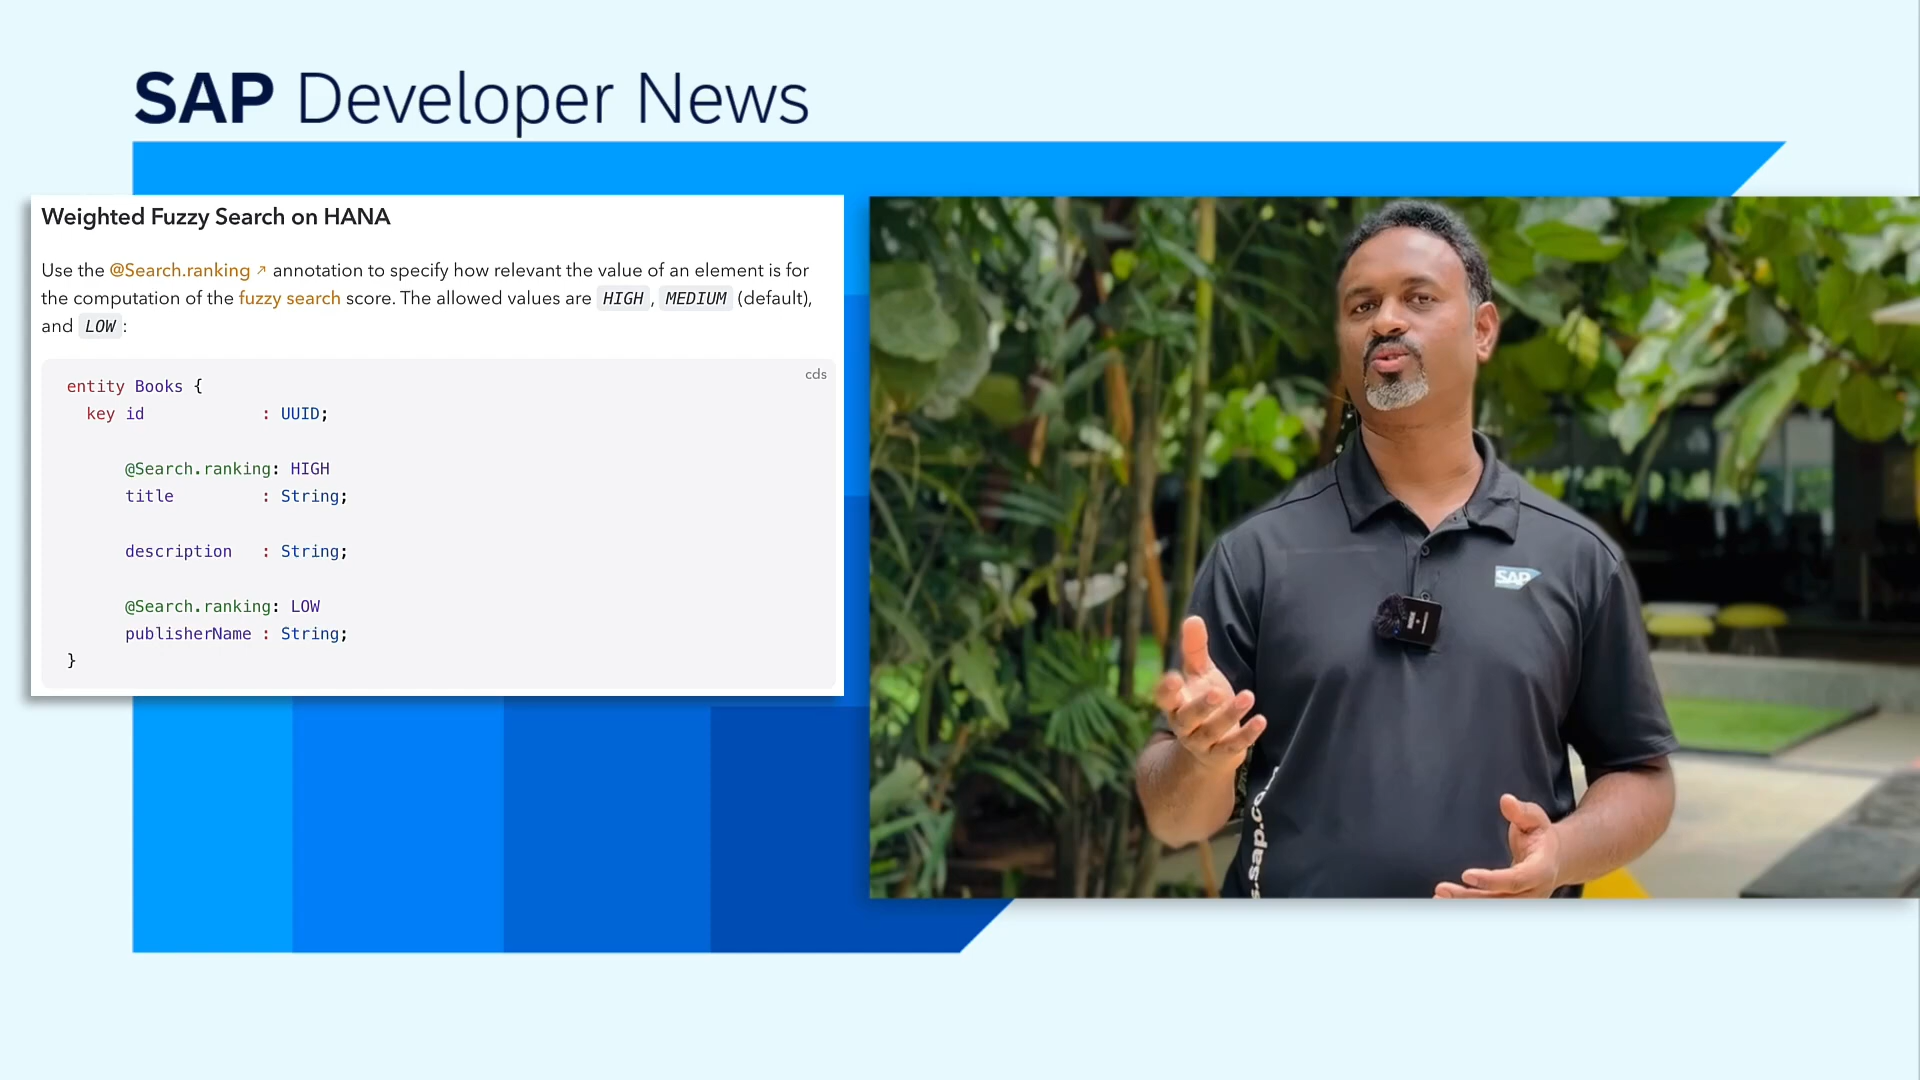 SAP Developer News
Weighted Fuzzy Search on HANA
Use the @Search.ranking ↗ annotation to specify how relevant the value of an element is for
the computation of the fuzzy search score. The allowed values are HIGH, MEDIUM (default),
and LOW:
cds
entity Books {
key id : UUID;
@Search.ranking: HIGH
title : String;
description : String;
@Search.ranking: LOW
publisherName : String;
}
SAP
.sap.co